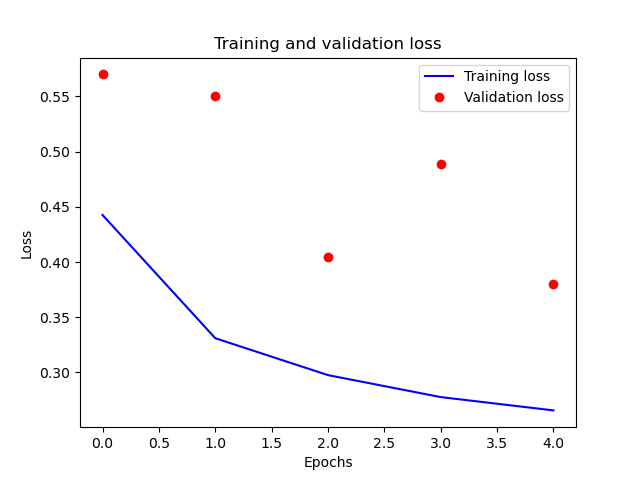 Training and validation loss
Training loss
Validation loss
0.55
0.50
0.45
0.40
0.35
0.30
Loss
0.0 0.5 1.0 1.5 2.0 2.5 3.0 3.5 4.0
Epochs